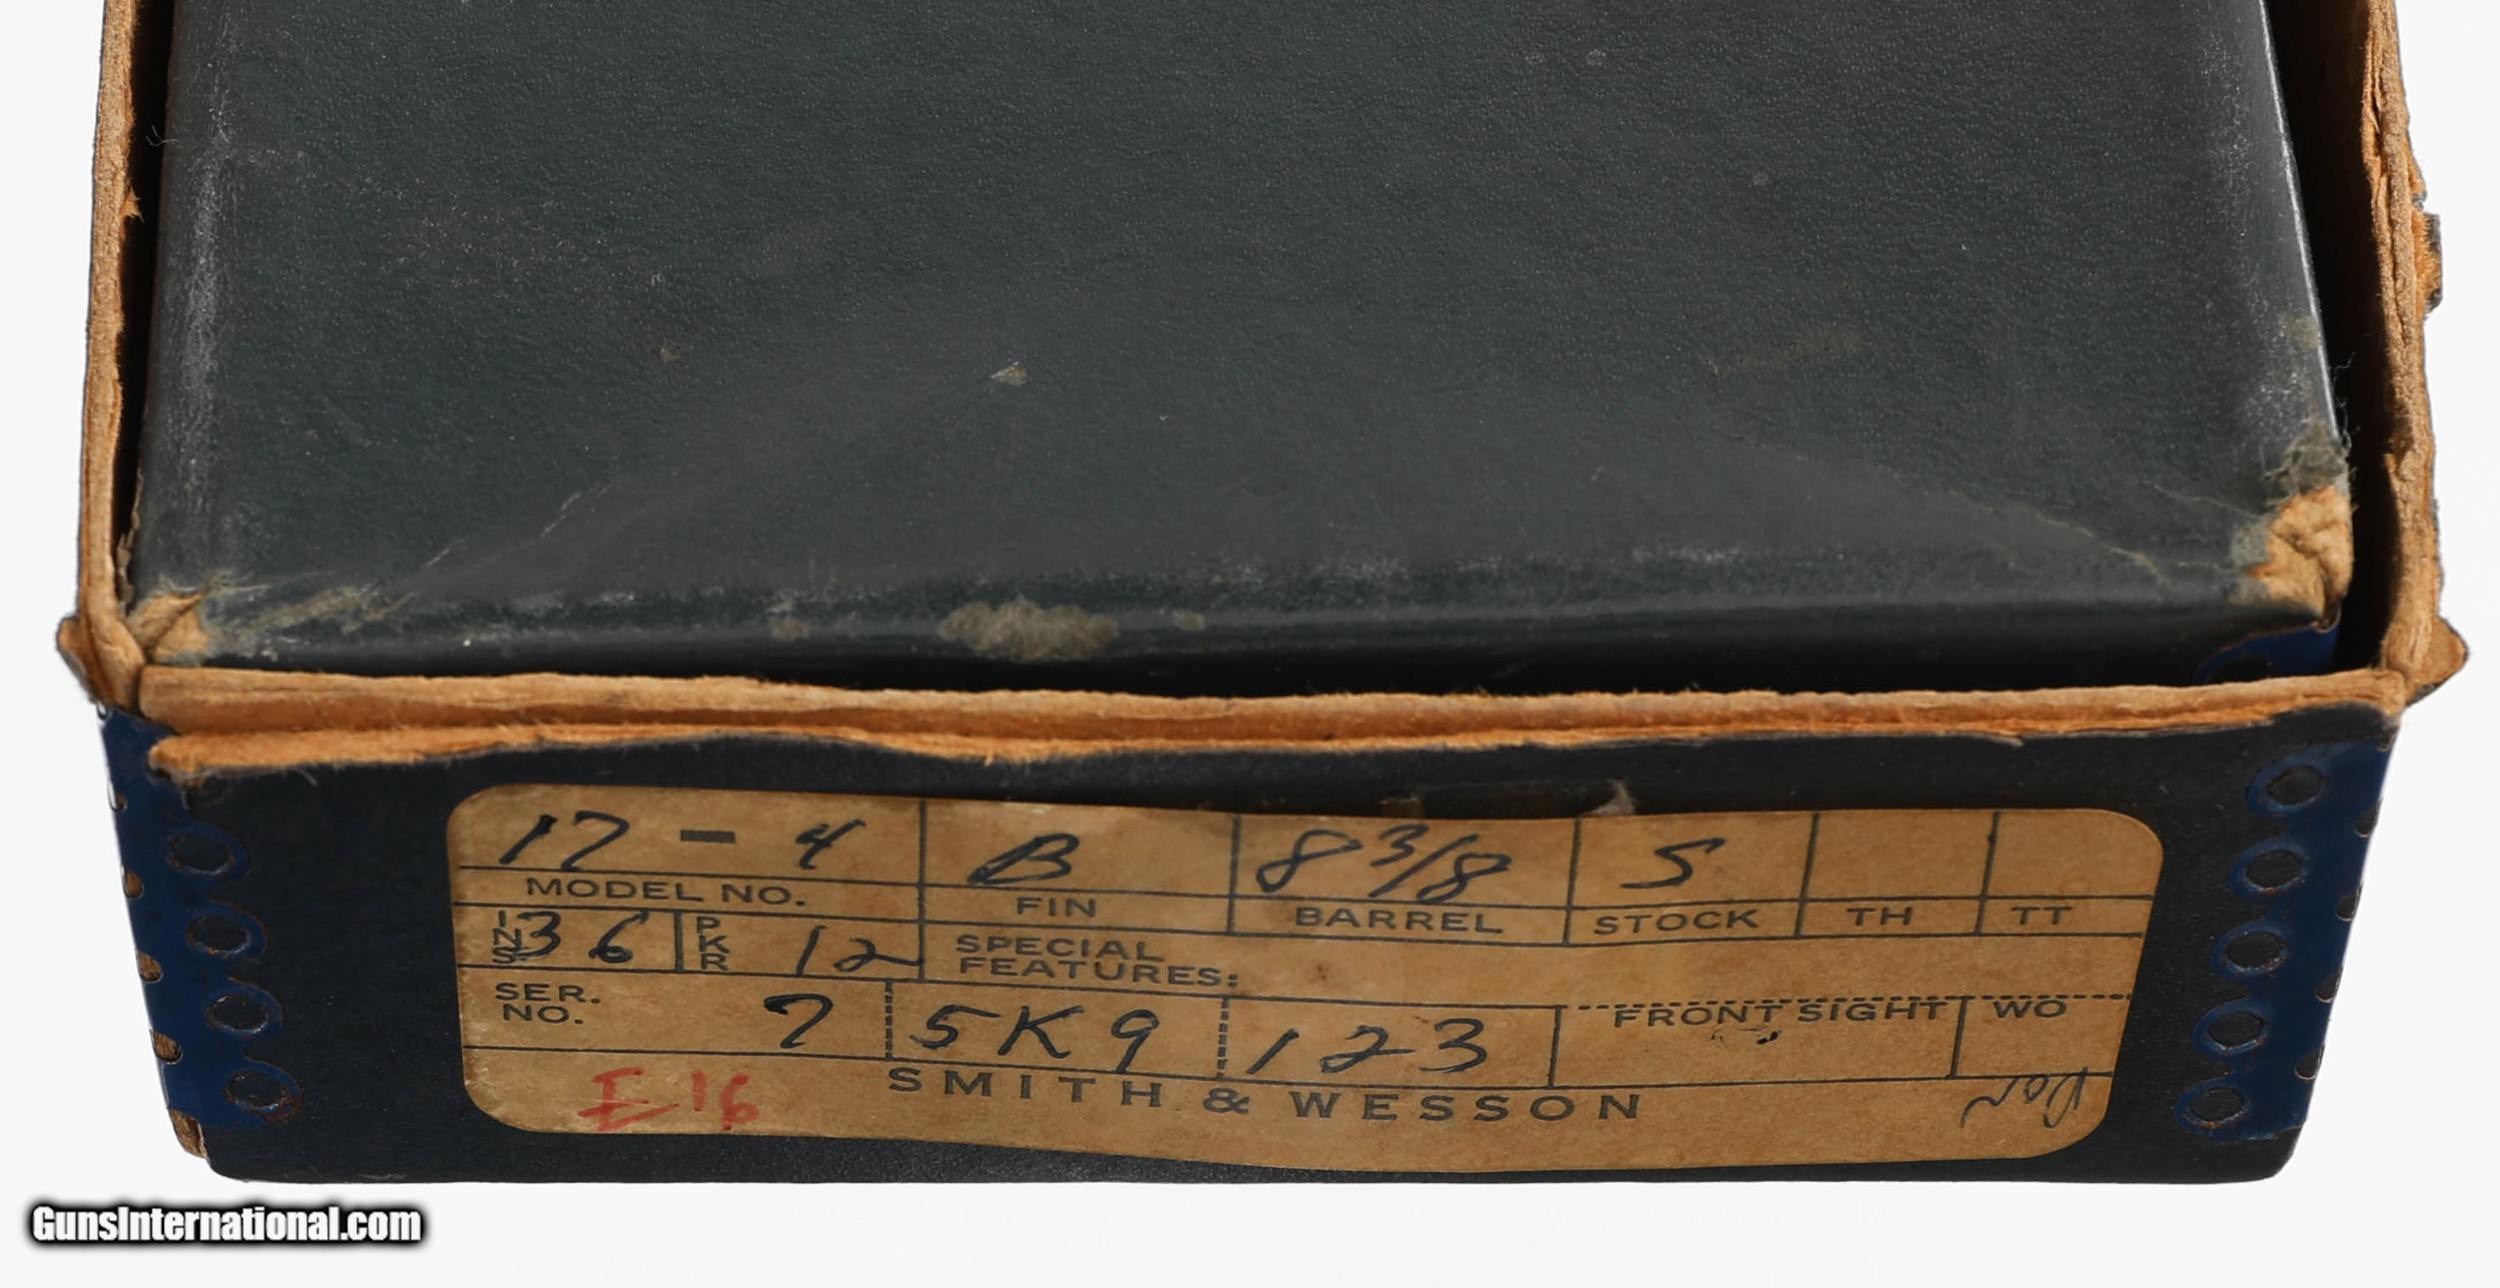 17-4 B 8 3/8 S
MODEL NO. FIN BARREL STOCK TH TT
INS 36 PKR 12 SPECIAL
FEATURES:
SER.
NO. 7 5K9 123 FRONT SIGHT WO
E16 SMITH & WESSON
GunsInternational.com